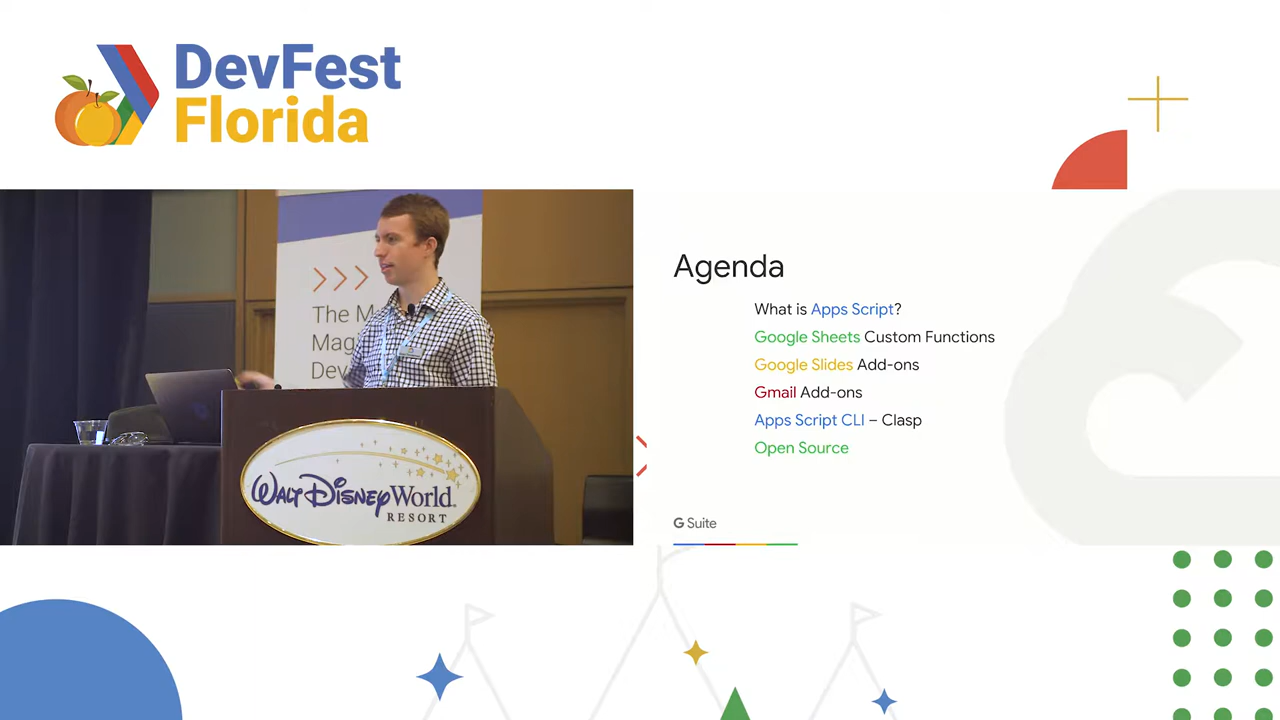 DevFest
Florida
The M
Mag
Dev
Walt Disney World
RESORT
Agenda
What is Apps Script?
Google Sheets Custom Functions
Google Slides Add-ons
Gmail Add-ons
Apps Script CLI – Clasp
Open Source
G Suite